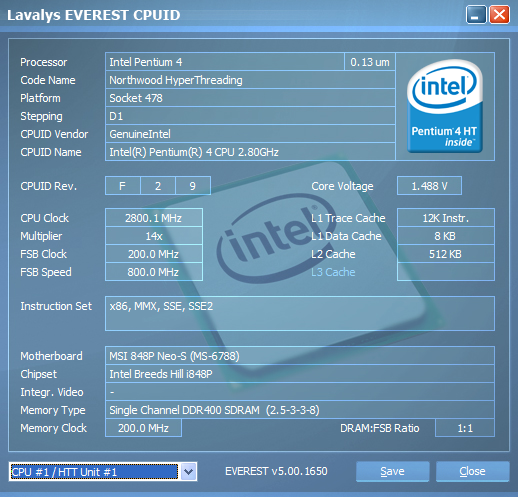 Lavalys EVEREST CPUID
Processor Intel Pentium 4 0.13 um
Code Name Northwood HyperThreading
Platform Socket 478
Stepping D1
CPUID Vendor GenuineIntel
CPUID Name Intel(R) Pentium(R) 4 CPU 2.80GHz
intel
Pentium 4 HT
inside™
CPUID Rev. F 2 9 Core Voltage 1.488 V
CPU Clock 2800.1 MHz L1 Trace Cache 12K Instr.
Multiplier 14x L1 Data Cache 8 KB
FSB Clock 200.0 MHz L2 Cache 512 KB
FSB Speed 800.0 MHz L3 Cache
intel
Instruction Set x86, MMX, SSE, SSE2
Motherboard MSI 848P Neo-S (MS-6788)
Chipset Intel Breeds Hill i848P
Integr. Video -
Memory Type Single Channel DDR400 SDRAM (2.5-3-3-8)
Memory Clock 200.0 MHz DRAM:FSB Ratio 1:1
CPU #1 / HTT Unit #1 EVEREST v5.00.1650 Save Close